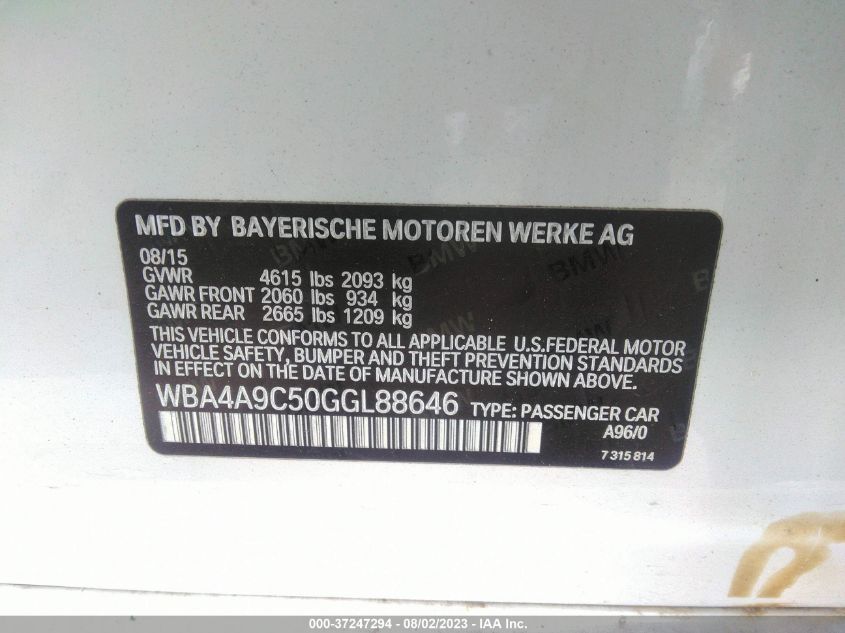 MFD BY BAYERISCHE MOTOREN WERKE AG
08/15
GVWR 4615 lbs 2093 kg
GAWR FRONT 2060 lbs 934 kg
GAWR REAR 2665 lbs 1209 kg
THIS VEHICLE CONFORMS TO ALL APPLICABLE U.S.FEDERAL MOTOR
VEHICLE SAFETY, BUMPER AND THEFT PREVENTION STANDARDS
IN EFFECT ON THE DATE OF MANUFACTURE SHOWN ABOVE.
WBA4A9C50GGL88646 TYPE: PASSENGER CAR
A96/0
7 315 814
000-37247294 - 08/02/2023 - IAA Inc.